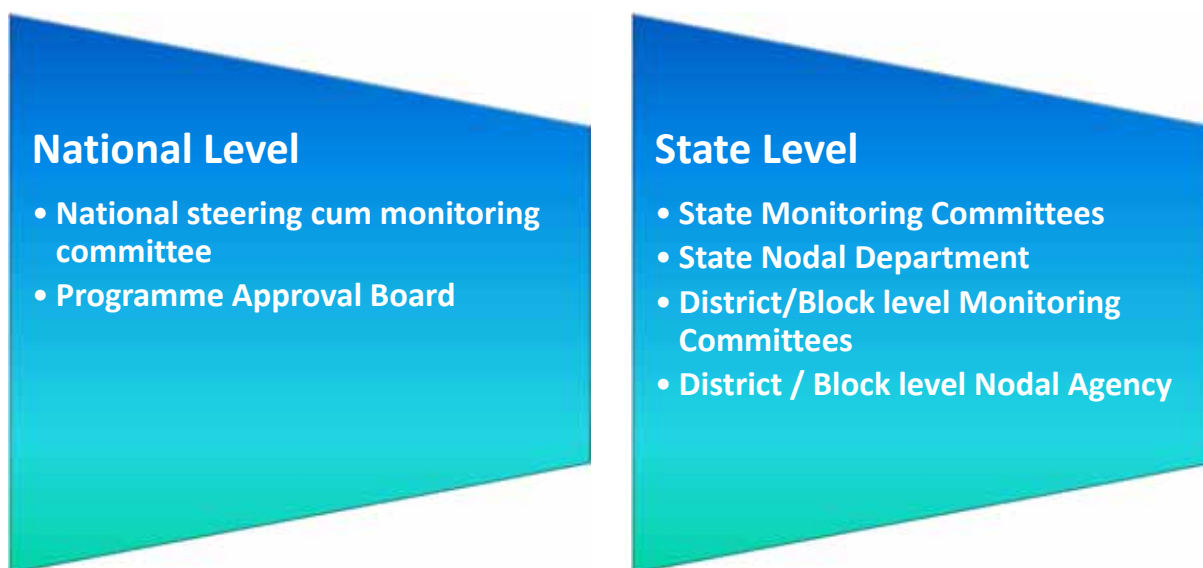 National Level
• National steering cum monitoring
committee
• Programme Approval Board
State Level
• State Monitoring Committees
• State Nodal Department
• District/Block level Monitoring
Committees
• District / Block level Nodal Agency